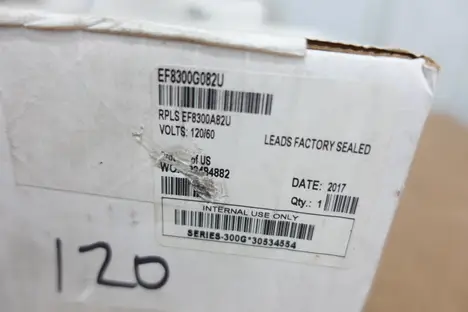 EF8300G082U
RPLS EF8300A82U
VOLTS: 120/60
LEADS FACTORY SEALED
of US
DATE: 2017
Qty.: 1
INTERNAL USE ONLY
SERIES-300G*30534554
120